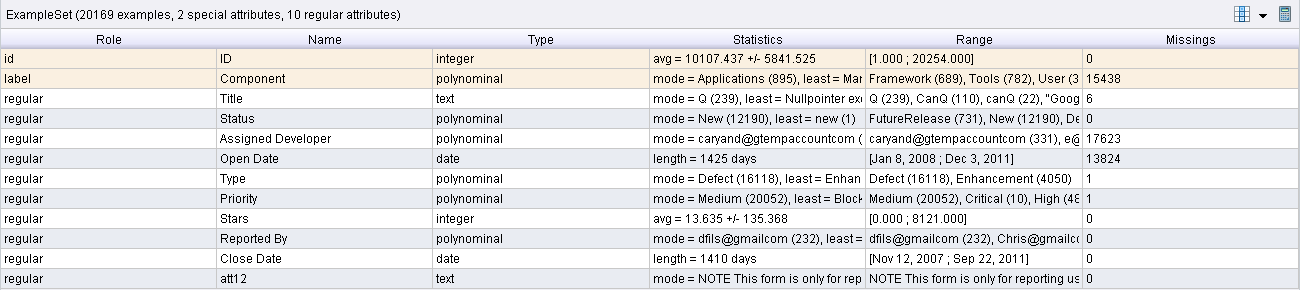 ExampleSet (20169 examples, 2 special attributes, 10 regular attributes)
Role Name Type Statistics Range Missings
id ID integer avg = 10107.437 +/- 5841.525 [1.000 ; 20254.000] 0
label Component polynominal mode = Applications (895), least = Mar Framework (689), Tools (782), User (3 15438
regular Title text mode = Q (239), least = Nullpointer exc Q (239), CanQ (110), canQ (22), "Goog 6
regular Status polynominal mode = New (12190), least = new (1) FutureRelease (731), New (12190), De 0
regular Assigned Developer polynominal mode = caryand@gtempaccountcom ( caryand@gtempaccountcom (331), e@ 17623
regular Open Date date length = 1425 days [Jan 8, 2008 ; Dec 3, 2011] 13824
regular Type polynominal mode = Defect (16118), least = Enhan Defect (16118), Enhancement (4050) 1
regular Priority polynominal mode = Medium (20052), least = Block Medium (20052), Critical (10), High (48 1
regular Stars integer avg = 13.635 +/- 135.368 [0.000 ; 8121.000] 0
regular Reported By polynominal mode = dfils@gmailcom (232), least = dfils@gmailcom (232), Chris@gmailc 0
regular Close Date date length = 1410 days [Nov 12, 2007 ; Sep 22, 2011] 0
regular att12 text mode = NOTE This form is only for rep NOTE This form is only for reporting us 0